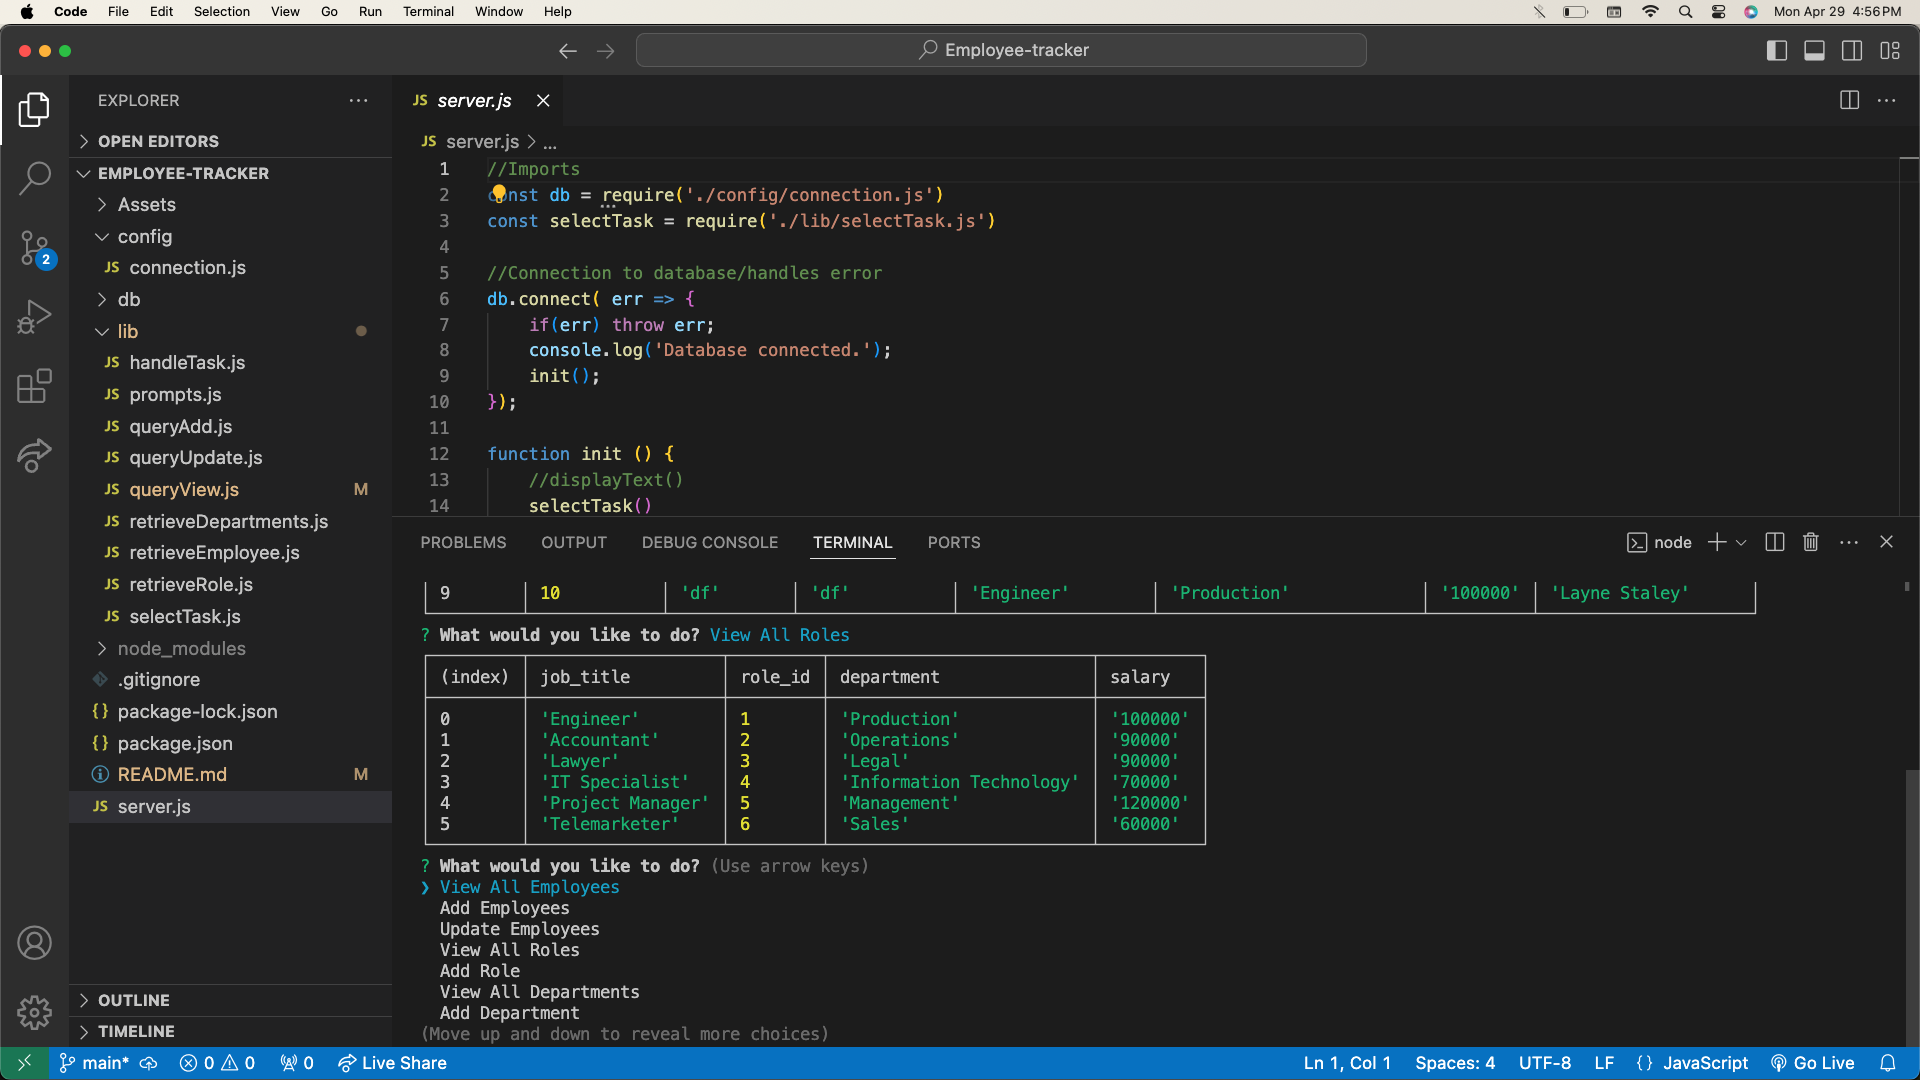 Code File Edit Selection View Go Run Terminal Window Help Mon Apr 29 4:56 PM
Employee-tracker
EXPLORER
OPEN EDITORS
EMPLOYEE-TRACKER
Assets
config
JS connection.js
db
lib
JS handleTask.js
JS prompts.js
JS queryAdd.js
JS queryUpdate.js
JS queryView.js M
JS retrieveDepartments.js
JS retrieveEmployee.js
JS retrieveRole.js
JS selectTask.js
node_modules
.gitignore
{} package-lock.json
{} package.json
README.md M
JS server.js
OUTLINE
TIMELINE
2
JS server.js
JS server.js > ...
1 //Imports
2 const db = require('./config/connection.js')
3 const selectTask = require('./lib/selectTask.js')
4
5 //Connection to database/handles error
6 db.connect( err => {
7 if(err) throw err;
8 console.log('Database connected.');
9 init();
10 });
11
12 function init () {
13 //displayText()
14 selectTask()
PROBLEMS OUTPUT DEBUG CONSOLE TERMINAL PORTS node
9 10 'df' 'df' 'Engineer' 'Production' '100000' 'Layne Staley'
? What would you like to do? View All Roles
(index) job_title role_id department salary
0 'Engineer' 1 'Production' '100000'
1 'Accountant' 2 'Operations' '90000'
2 'Lawyer' 3 'Legal' '90000'
3 'IT Specialist' 4 'Information Technology' '70000'
4 'Project Manager' 5 'Management' '120000'
5 'Telemarketer' 6 'Sales' '60000'
? What would you like to do? (Use arrow keys)
❯ View All Employees
Add Employees
Update Employees
View All Roles
Add Role
View All Departments
Add Department
(Move up and down to reveal more choices)
main* 0 0 0 Live Share Ln 1, Col 1 Spaces: 4 UTF-8 LF {} JavaScript Go Live